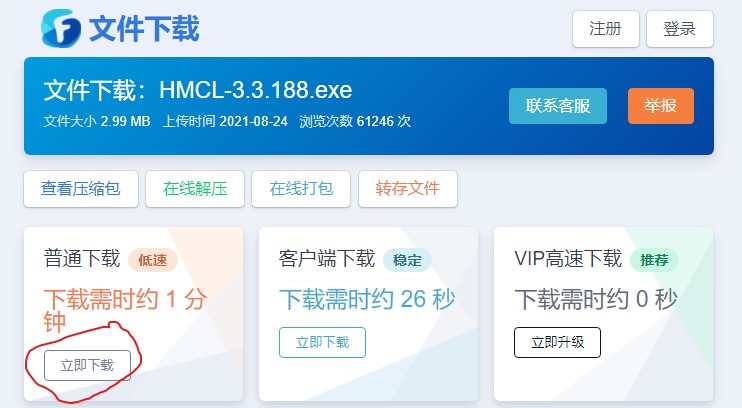 文件下载
注册
登录
文件下载：HMCL-3.3.188.exe
文件大小 2.99 MB 上传时间 2021-08-24 浏览次数 61246 次
联系客服
举报
查看压缩包
在线解压
在线打包
转存文件
普通下载 低速
下载需时约 1 分
钟
立即下载
客户端下载 稳定
下载需时约 26 秒
立即下载
VIP高速下载 推荐
下载需时约 0 秒
立即升级